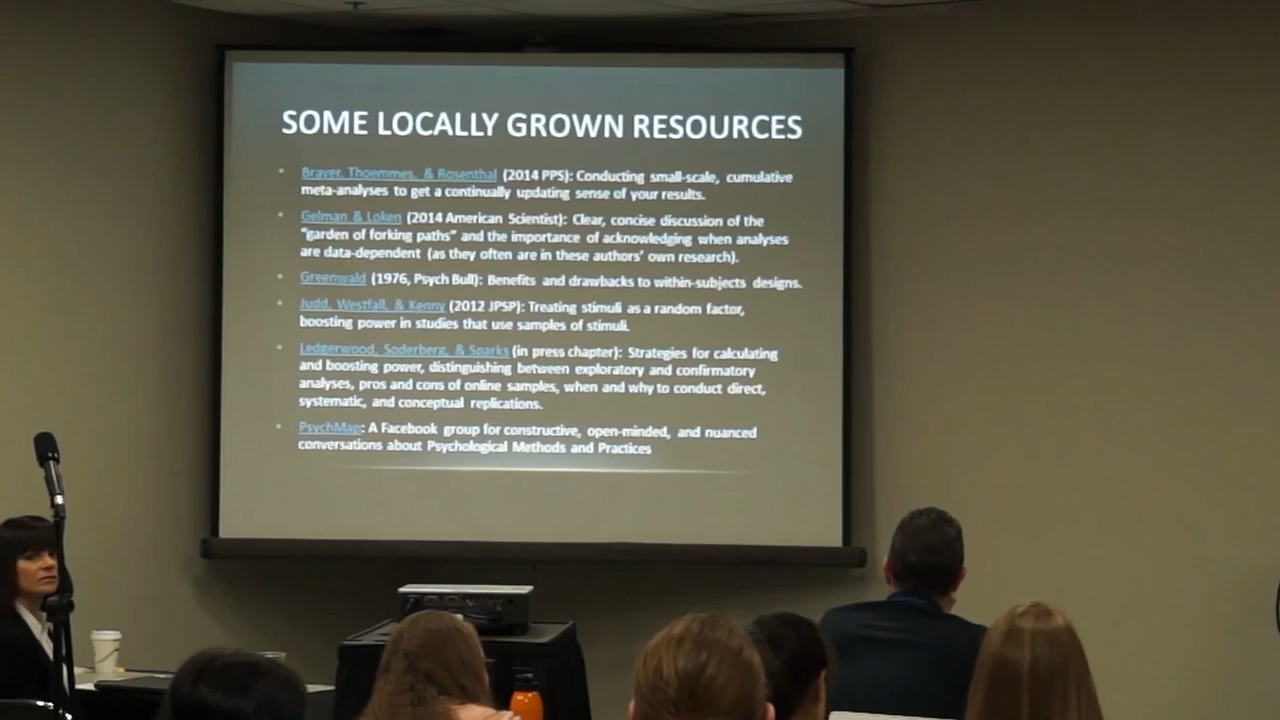 SOME LOCALLY GROWN RESOURCES
Braver, Thoemmes, & Rosenthal (2014 PPS): Conducting small-scale, cumulative
meta-analyses to get a continually updating sense of your results.
Gelman & Loken (2014 American Scientist): Clear, concise discussion of the
"garden of forking paths" and the importance of acknowledging when analyses
are data-dependent (as they often are in these authors' own research).
Greenwald (1976, Psych Bull): Benefits and drawbacks to within-subjects designs.
Judd, Westfall, & Kenny (2012 JPSP): Treating stimuli as a random factor,
boosting power in studies that use samples of stimuli.
Ledgerwood, Soderberg, & Sparks (in press chapter): Strategies for calculating
and boosting power, distinguishing between exploratory and confirmatory
analyses, pros and cons of online samples, when and why to conduct direct,
systematic, and conceptual replications.
PsychMap: A Facebook group for constructive, open-minded, and nuanced
conversations about Psychological Methods and Practices